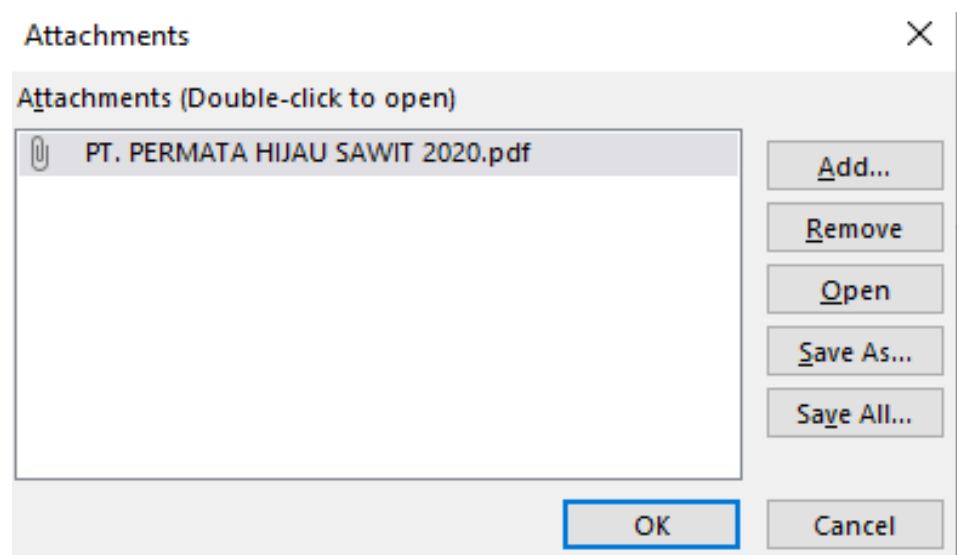 Attachments
Attachments (Double-click to open)
PT. PERMATA HIJAU SAWIT 2020.pdf
Add...
Remove
Open
Save As...
Save All...
OK
Cancel